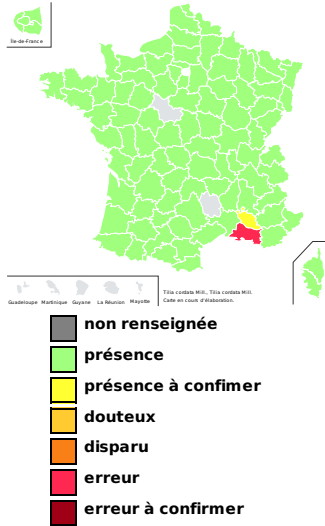 Île-de-France
Guadeloupe Martinique Guyane La Réunion Mayotte
Tilia cordata Mill., Tilia cordata Mill.
Carte en cours d'élaboration.
non renseignée
présence
présence à confimer
douteux
disparu
erreur
erreur à confirmer